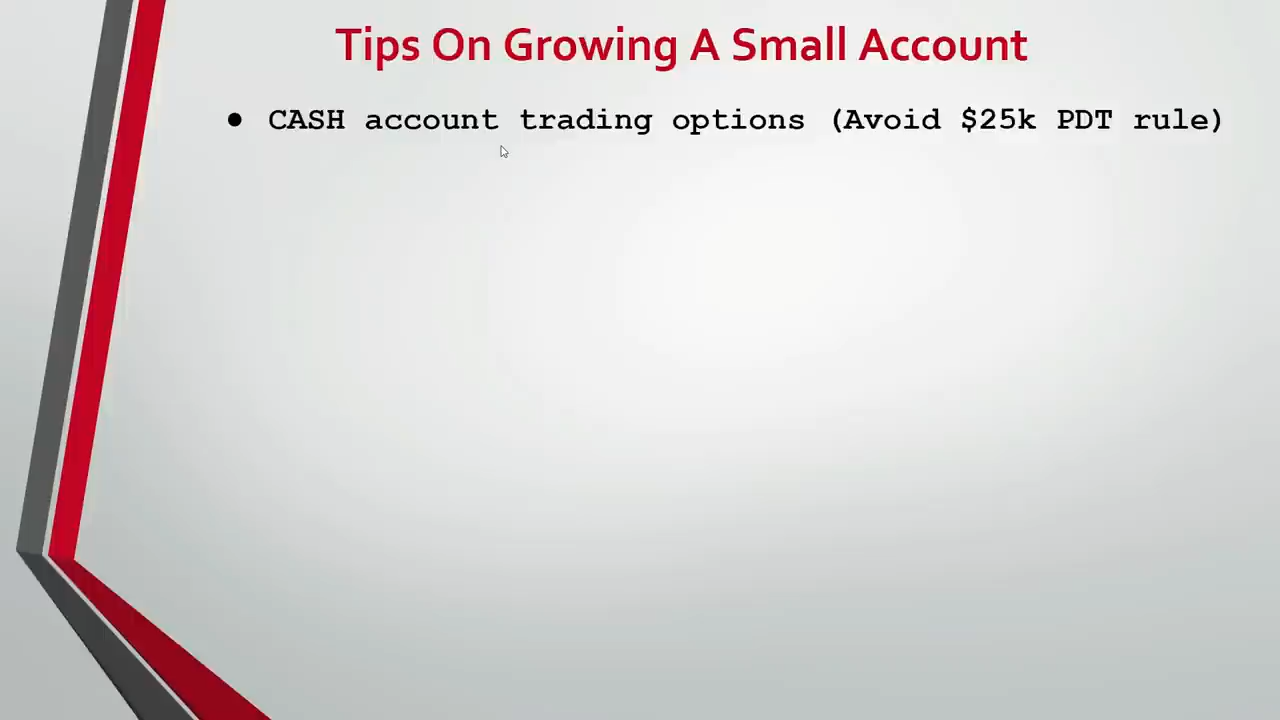 Tips On Growing A Small Account
● CASH account trading options (Avoid $25k PDT rule)